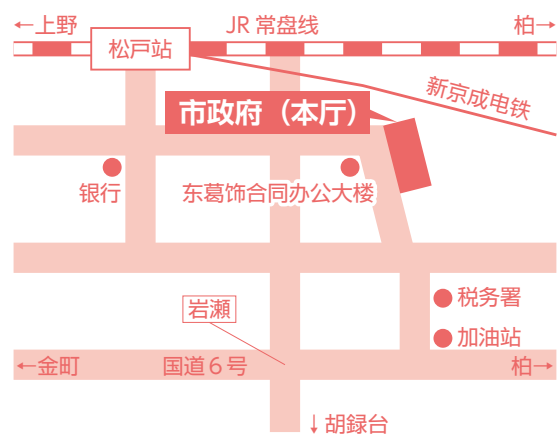 ←上野
JR 常盘线
柏→
松戸站
新京成电铁
市政府（本厅）
银行
东葛饰合同办公大楼
税务署
岩瀬
加油站
←金町
国道６号
柏→
↓胡録台